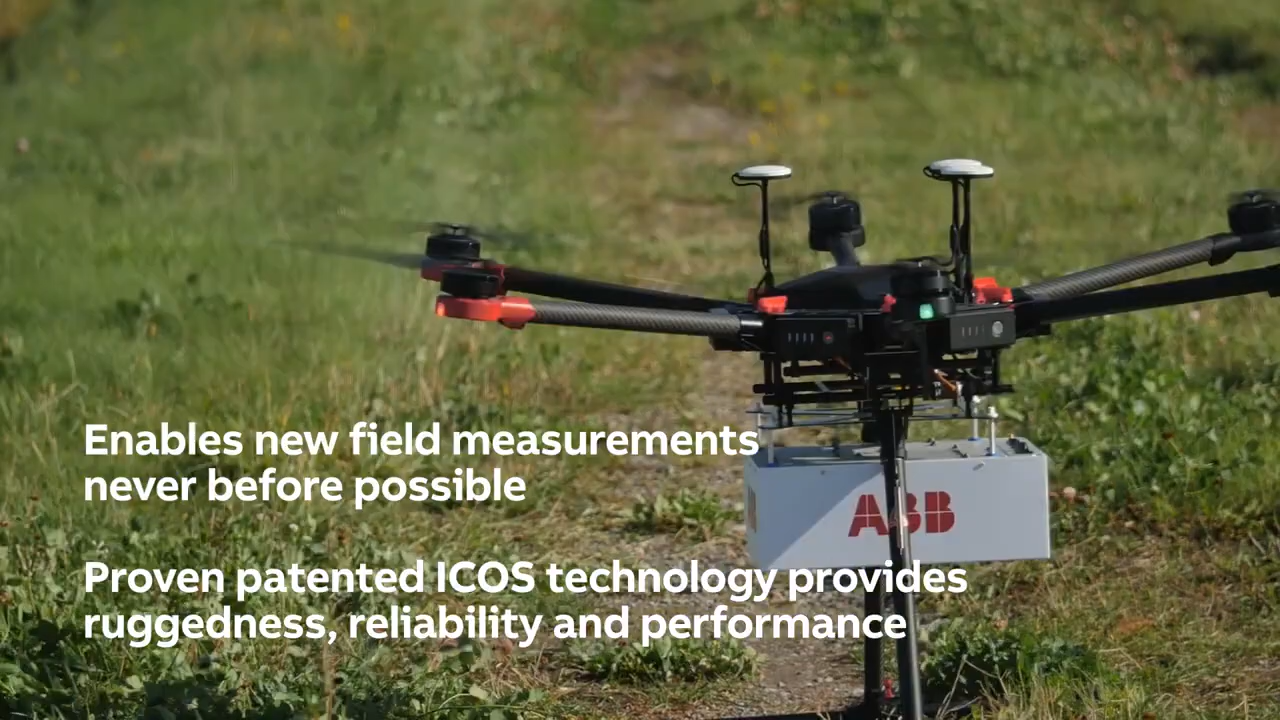 Enables new field measurements
never before possible
Proven patented ICOS technology provides
ruggedness, reliability and performance
ABB